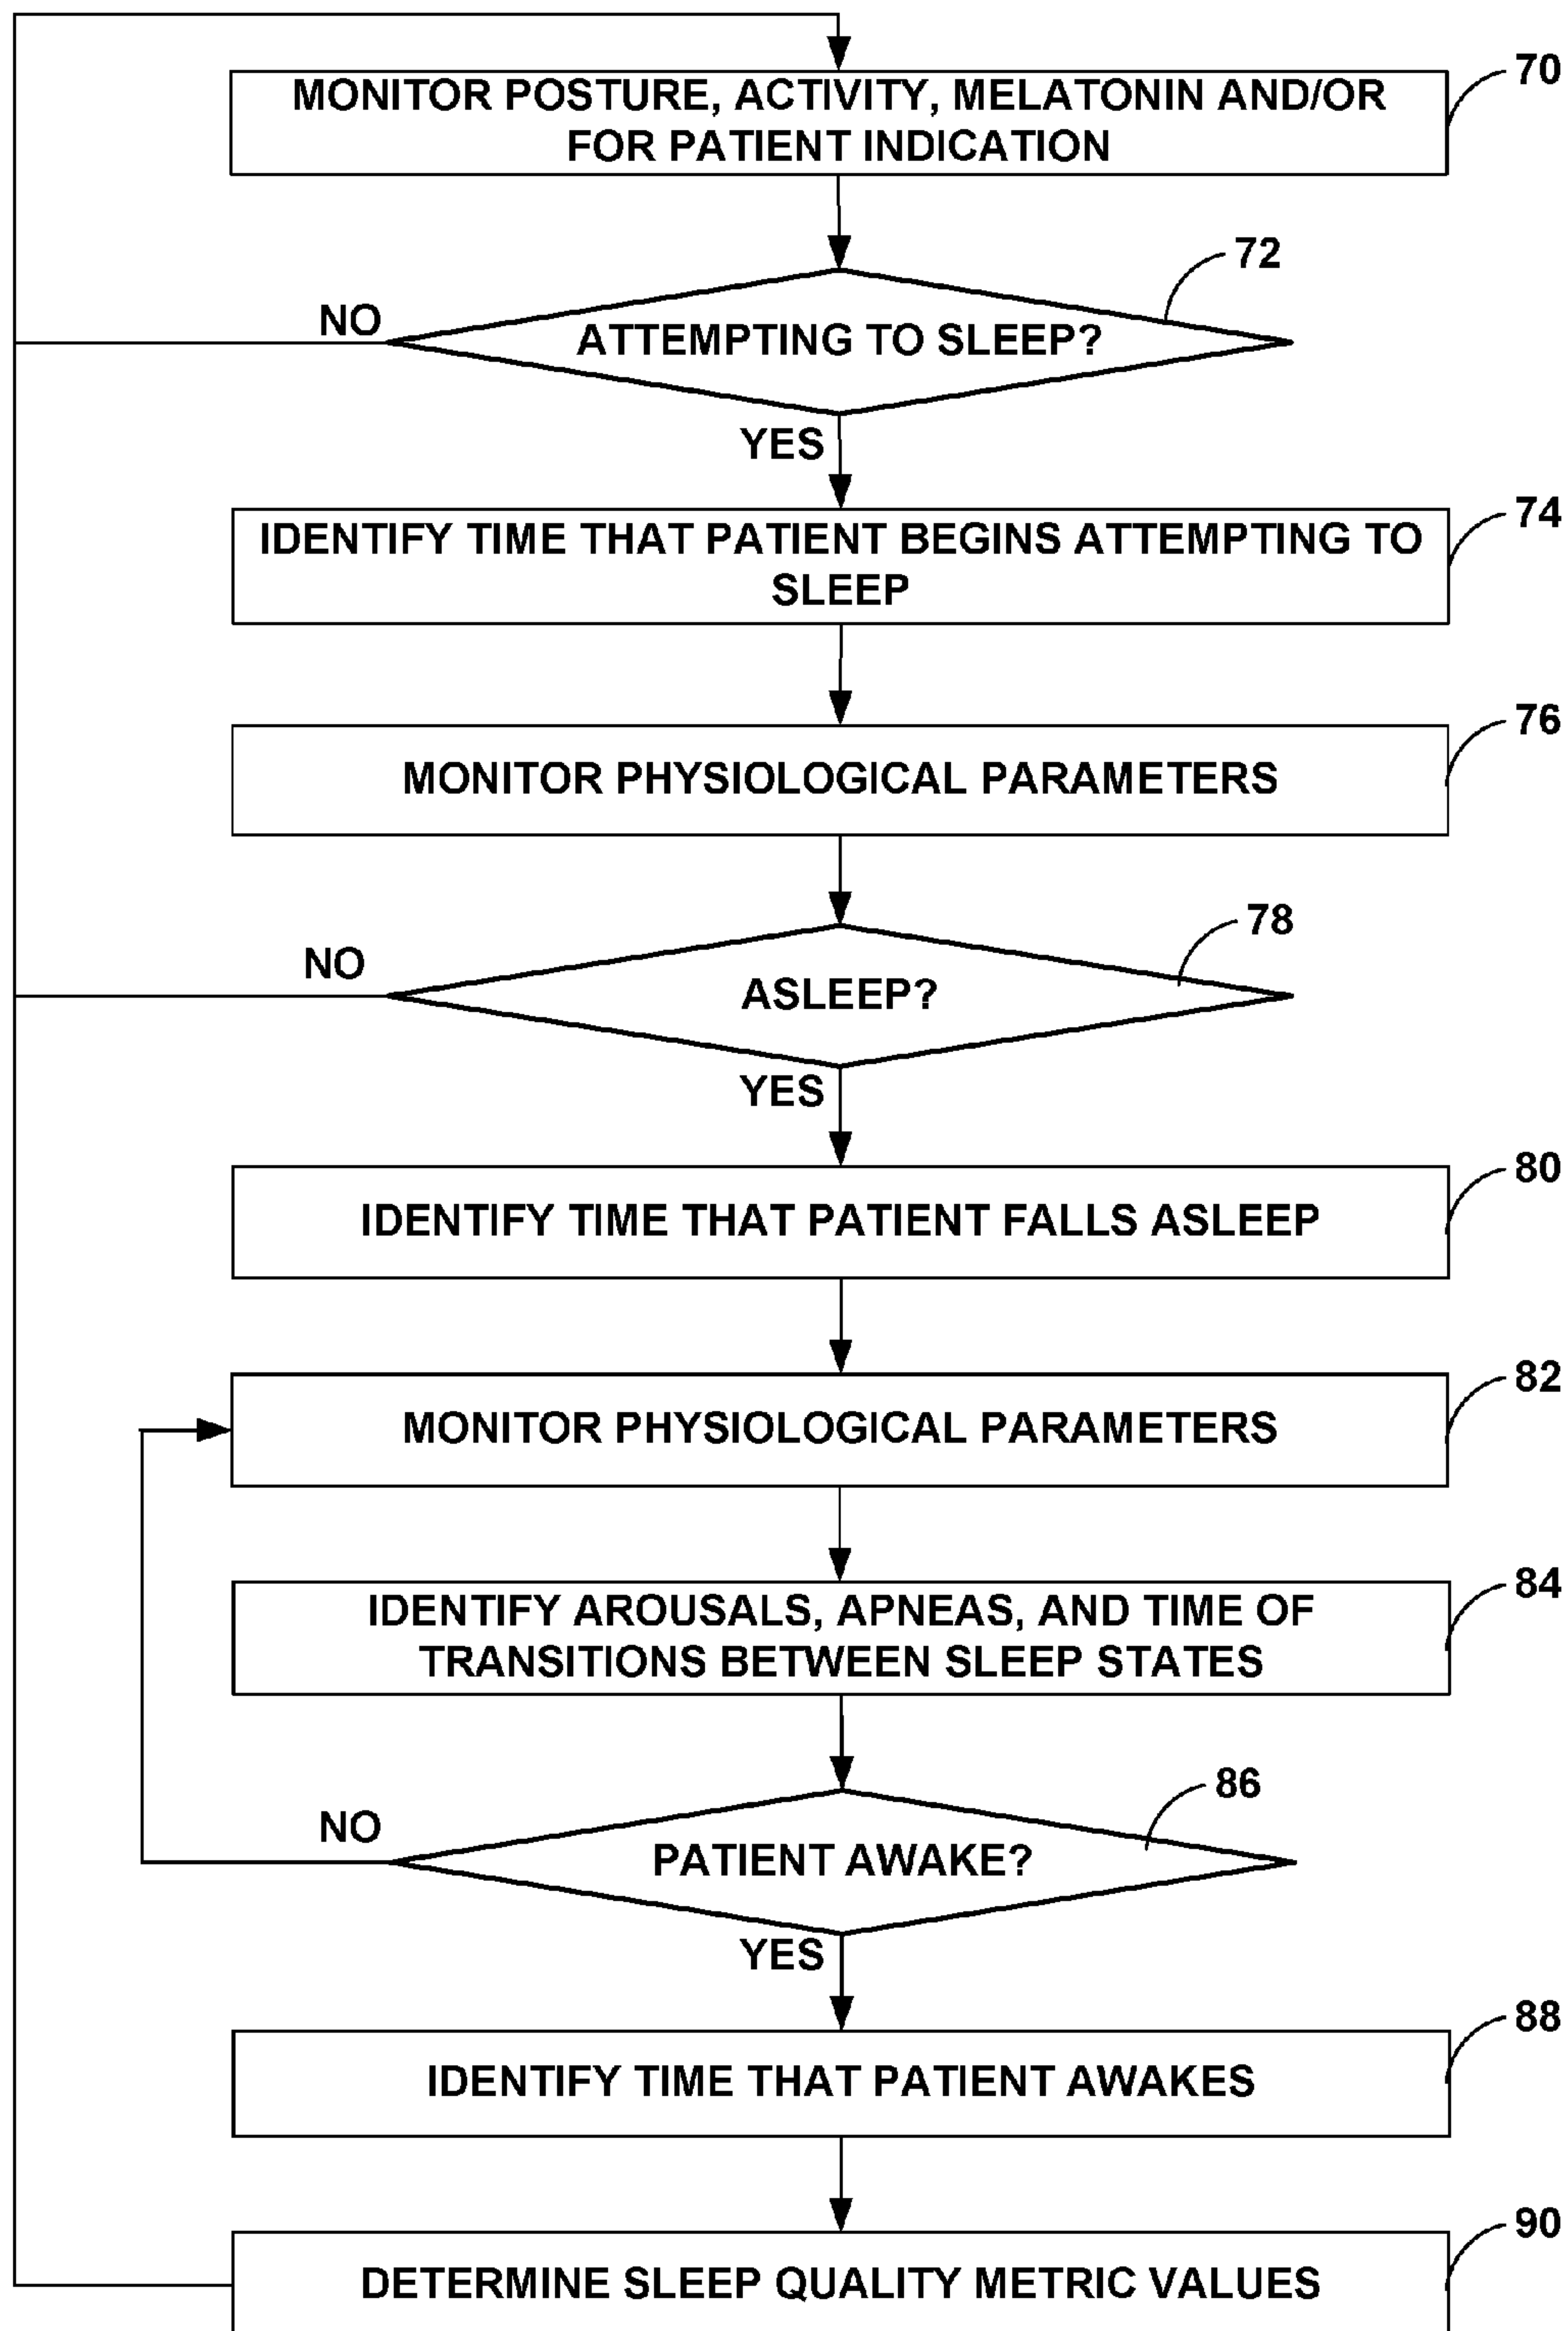 MONITOR POSTURE, ACTIVITY, MELATONIN AND/OR
FOR PATIENT INDICATION
70
72
NO
ATTEMPTING TO SLEEP?
YES
IDENTIFY TIME THAT PATIENT BEGINS ATTEMPTING TO
SLEEP
74
MONITOR PHYSIOLOGICAL PARAMETERS
76
78
NO
ASLEEP?
YES
IDENTIFY TIME THAT PATIENT FALLS ASLEEP
80
MONITOR PHYSIOLOGICAL PARAMETERS
82
IDENTIFY AROUSALS, APNEAS, AND TIME OF
TRANSITIONS BETWEEN SLEEP STATES
84
86
NO
PATIENT AWAKE?
YES
IDENTIFY TIME THAT PATIENT AWAKES
88
DETERMINE SLEEP QUALITY METRIC VALUES
90